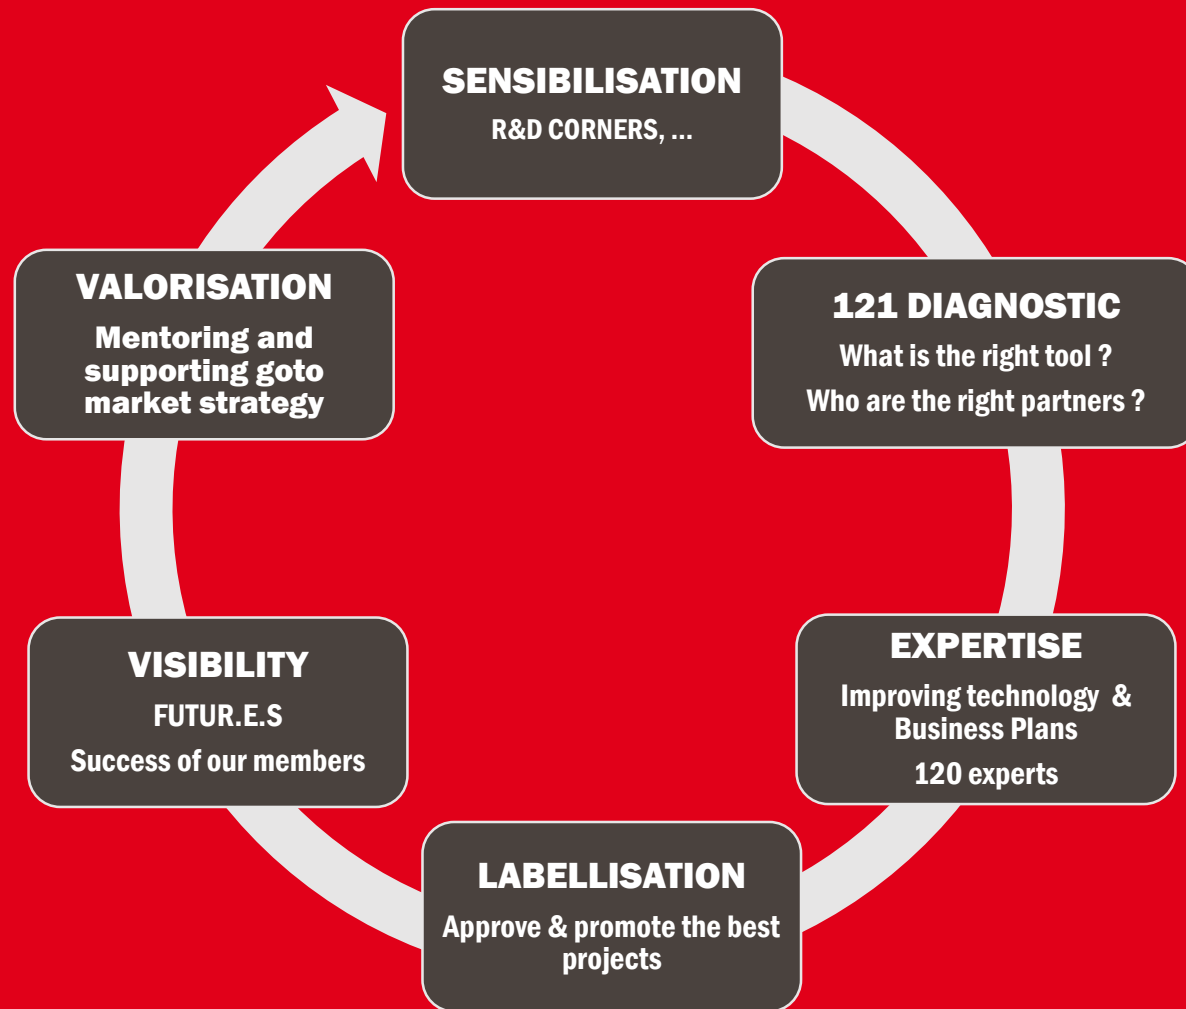 SENSIBILISATION
R&D CORNERS, ...
121 DIAGNOSTIC
What is the right tool ?
Who are the right partners ?
EXPERTISE
Improving technology &
Business Plans
120 experts
LABELLISATION
Approve & promote the best
projects
VISIBILITY
FUTUR.E.S
Success of our members
VALORISATION
Mentoring and
supporting goto
market strategy